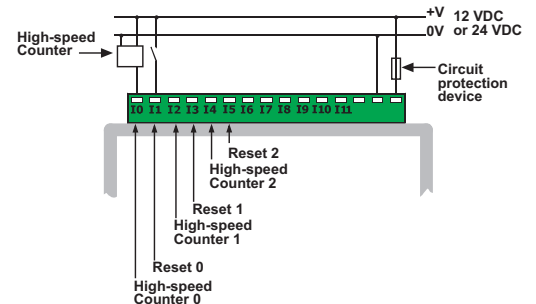 +V 12 VDC
0V or 24 VDC
High-speed
Counter
Circuit
protection
device
I0 I1 I2 I3 I4 I5 I6 I7 I8 I9 I10 I11
Reset 2
High-speed
Counter 2
Reset 1
High-speed
Counter 1
Reset 0
High-speed
Counter 0